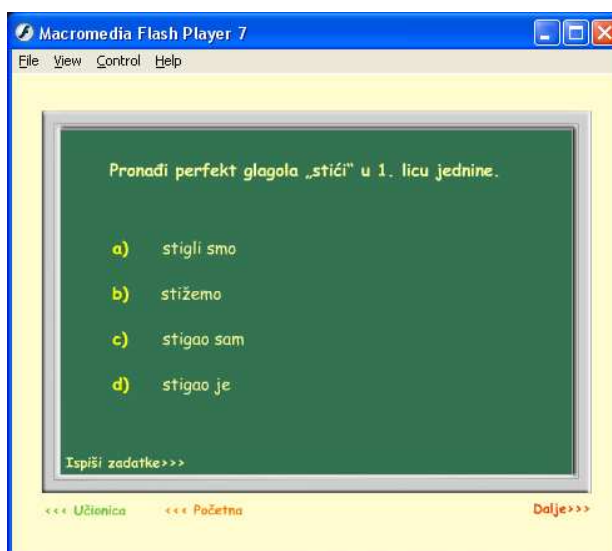 Macromedia Flash Player 7
File View Control Help
Pronađi perfekt glagola „stići“ u 1. licu jednine.
a) stigli smo
b) stižemo
c) stigao sam
d) stigao je
Ispiši zadatke>>>
<<< Učionica <<< Početna Dalje>>>